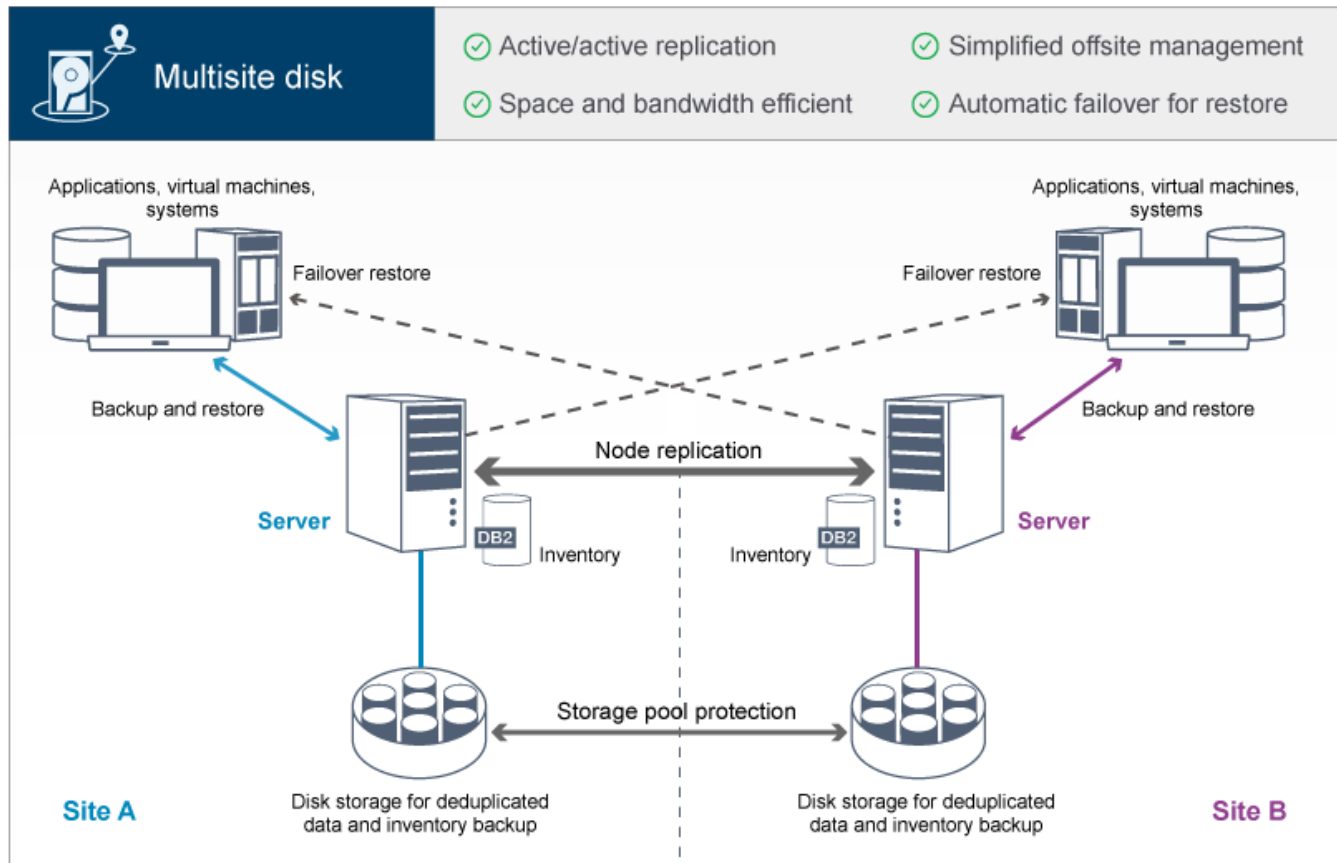 Multisite disk
Active/active replication
Simplified offsite management
Space and bandwidth efficient
Automatic failover for restore
Applications, virtual machines,
systems
Applications, virtual machines,
systems
Failover restore
Failover restore
Backup and restore
Backup and restore
Node replication
Server
Server
DB2
Inventory
Inventory
DB2
Storage pool protection
Disk storage for deduplicated
data and inventory backup
Disk storage for deduplicated
data and inventory backup
Site A
Site B